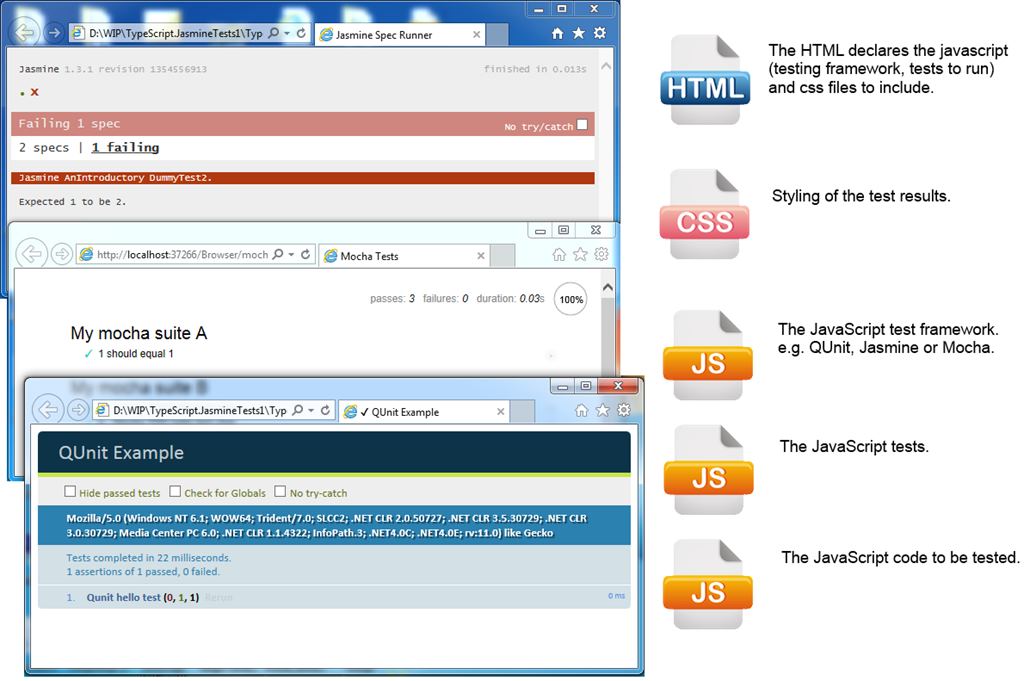 D:\WIP\TypeScript.JasmineTests1\Typ
Jasmine Spec Runner
Jasmine 1.3.1 revision 1354556913
finished in 0.013s
• x
Failing 1 spec
No try/catch
2 specs | 1 failing
Jasmine AnIntroductory DummyTest2.
Expected 1 to be 2.
http://localhost:37266/Browser/moch
Mocha Tests
passes: 3 failures: 0 duration: 0.03s
100%
My mocha suite A
✓ 1 should equal 1
My mocha suite B
D:\WIP\TypeScript.JasmineTests1\Typ
✓ QUnit Example
QUnit Example
Hide passed tests
Check for Globals
No try-catch
Mozilla/5.0 (Windows NT 6.1; WOW64; Trident/7.0; SLCC2; .NET CLR 2.0.50727; .NET CLR 3.5.30729; .NET CLR
3.0.30729; Media Center PC 6.0; .NET CLR 1.1.4322; InfoPath.3; .NET4.0C; .NET4.0E; rv:11.0) like Gecko
Tests completed in 22 milliseconds.
1 assertions of 1 passed, 0 failed.
1. Qunit hello test (0, 1, 1) Rerun
0 ms
HTML
The HTML declares the javascript
(testing framework, tests to run)
and css files to include.
CSS
Styling of the test results.
JS
The JavaScript test framework.
e.g. QUnit, Jasmine or Mocha.
JS
The JavaScript tests.
JS
The JavaScript code to be tested.